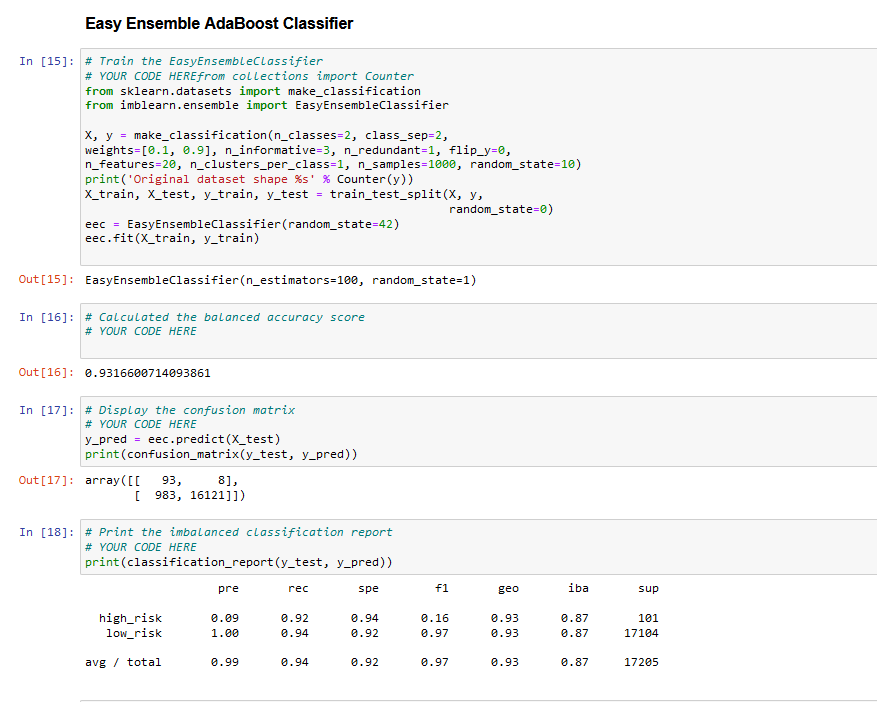 Easy Ensemble AdaBoost Classifier
In [15]: # Train the EasyEnsembleClassifier
# YOUR CODE HEREfrom collections import Counter
from sklearn.datasets import make_classification
from imblearn.ensemble import EasyEnsembleClassifier
X, y = make_classification(n_classes=2, class_sep=2,
weights=[0.1, 0.9], n_informative=3, n_redundant=1, flip_y=0,
n_features=20, n_clusters_per_class=1, n_samples=1000, random_state=10)
print('Original dataset shape %s' % Counter(y))
X_train, X_test, y_train, y_test = train_test_split(X, y,
random_state=0)
eec = EasyEnsembleClassifier(random_state=42)
eec.fit(X_train, y_train)
Out[15]: EasyEnsembleClassifier(n_estimators=100, random_state=1)
In [16]: # Calculated the balanced accuracy score
# YOUR CODE HERE
Out[16]: 0.9316600714093861
In [17]: # Display the confusion matrix
# YOUR CODE HERE
y_pred = eec.predict(X_test)
print(confusion_matrix(y_test, y_pred))
Out[17]: array([[   93,     8],
[  983, 16121]])
In [18]: # Print the imbalanced classification report
# YOUR CODE HERE
print(classification_report(y_test, y_pred))
pre rec spe f1 geo iba sup
high_risk 0.09 0.92 0.94 0.16 0.93 0.87 101
low_risk 1.00 0.94 0.92 0.97 0.93 0.87 17104
avg / total 0.99 0.94 0.92 0.97 0.93 0.87 17205